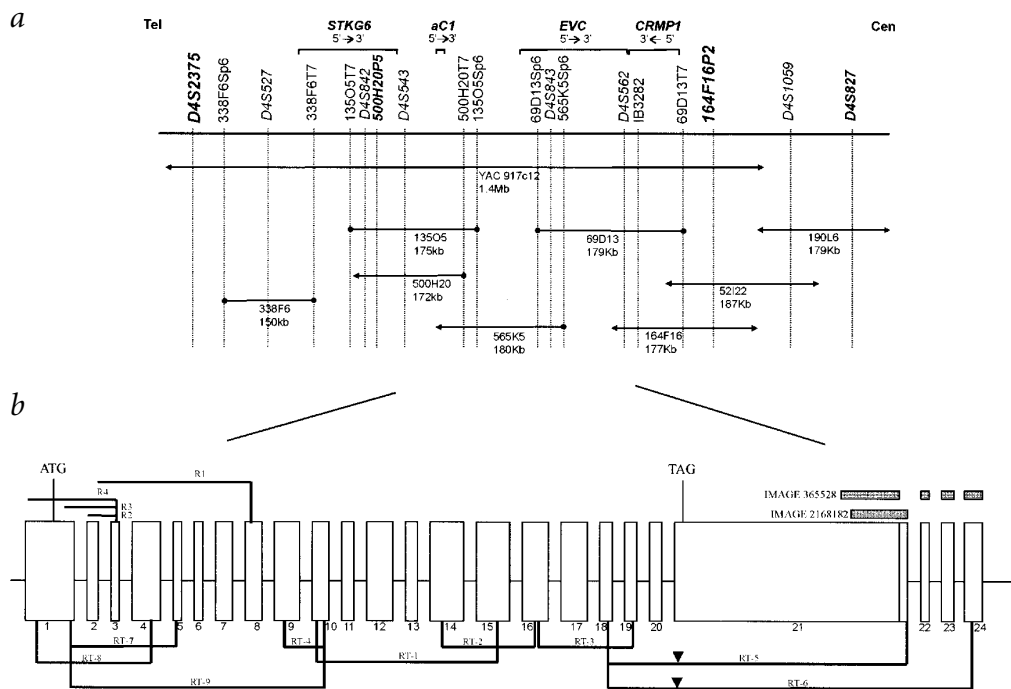 a
Tel
STKG6
5' → 3'
aC1
5'→3'
EVC
5' → 3'
CRMP1
3'← 5'
Cen
D4S2375
338F6Sp6
D4S527
338F6T7
135O5T7
D4S842
500H20P5
D4S543
500H20T7
135O5Sp6
69D13Sp6
D4S843
565K5Sp6
D4S562
IB3282
69D13T7
164F16P2
D4S1059
D4S827
YAC 917c12
1.4Mb
135O5
175kb
69D13
179Kb
190L6
179Kb
500H20
172kb
52I22
187Kb
338F6
150kb
565K5
180Kb
164F16
177Kb
b
ATG
R1
TAG
R4
R3
R2
IMAGE 365528
IMAGE 2168182
1 2 3 4 5 6 7 8 9 10 11 12 13 14 15 16 17 18 19 20 21 22 23 24
RT-7 RT-4 RT-2 RT-3
RT-8 RT-1 RT-5
RT-9 RT-6